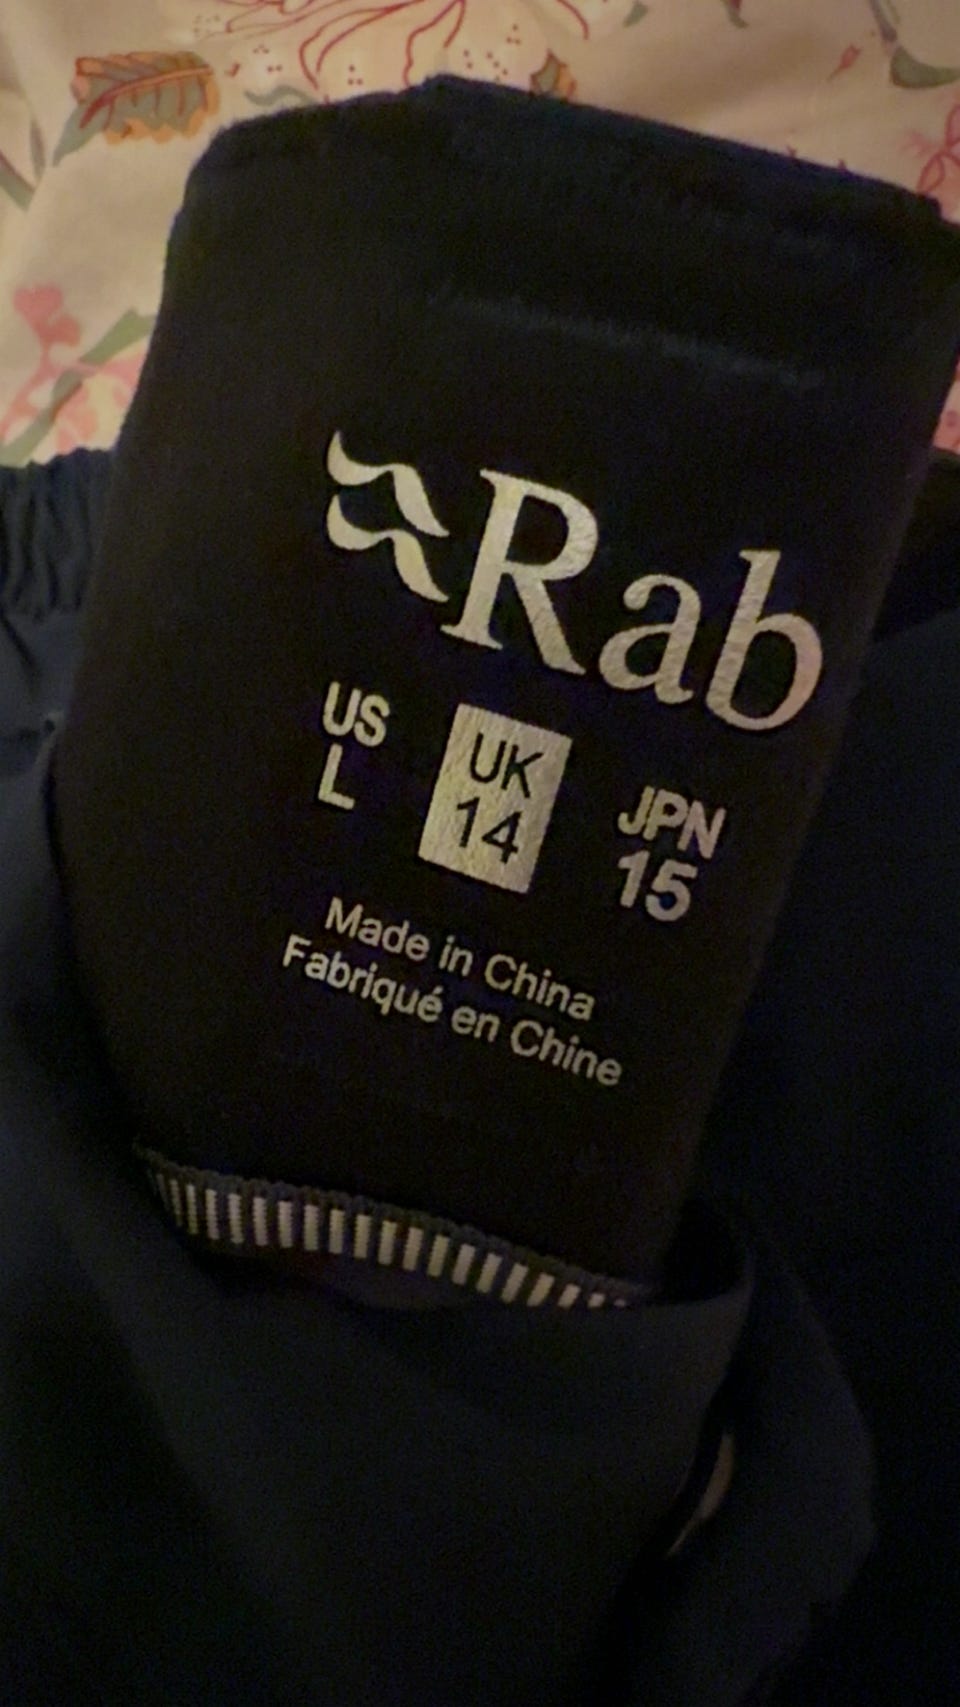 Rab
US UK JPN
L 14 15
Made in China
Fabriqué en Chine